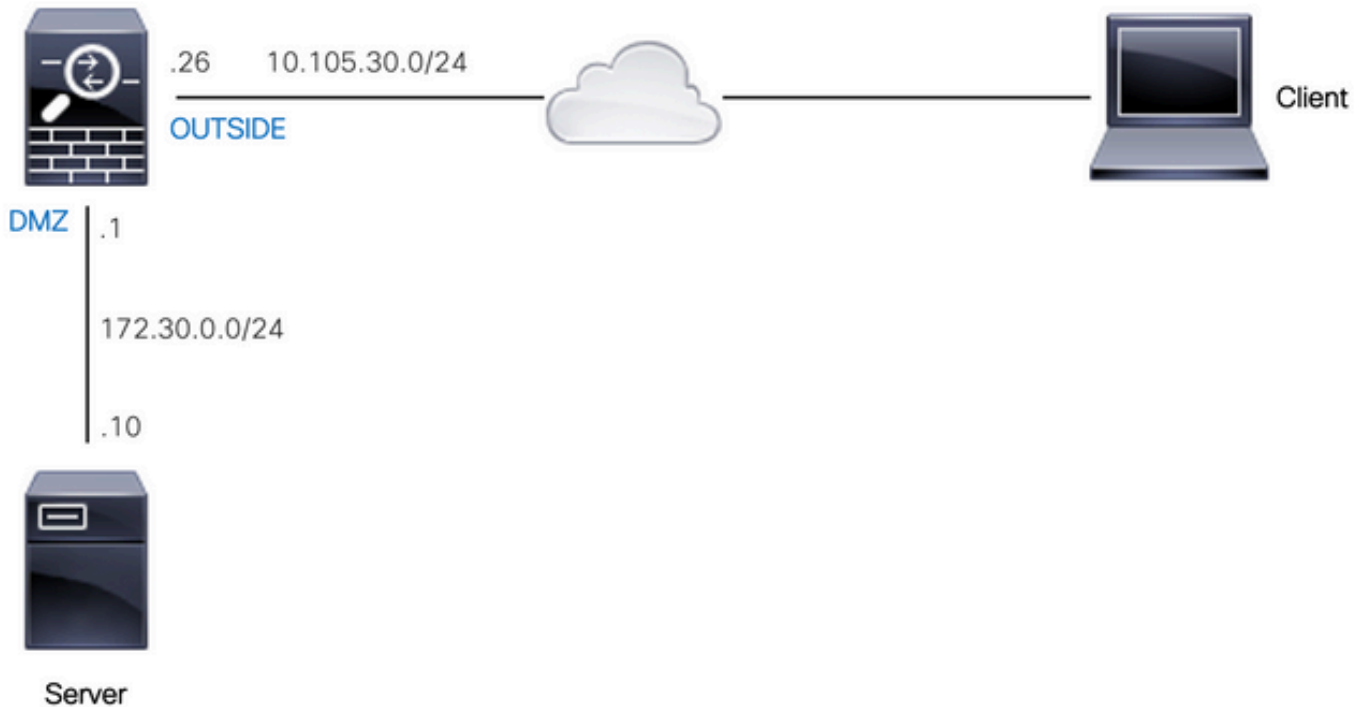 .26 10.105.30.0/24
OUTSIDE
Client
DMZ
.1
172.30.0.0/24
.10
Server